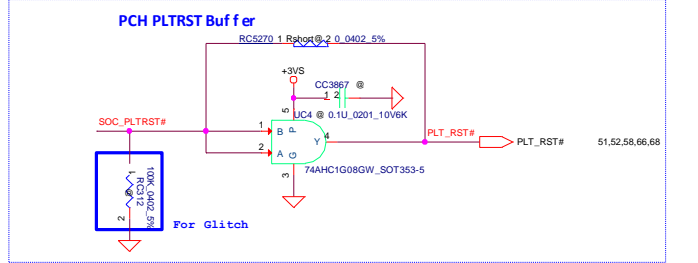 PCH PLTRST Buffer
RC5270 1 Rshort@ 2 0_0402_5%
+3VS
CC3867 @
1 2
5
UC4 @ 0.1U_0201_10V6K
SOC_PLTRST#
1 B P
2 A G
Y 4
PLT_RST#
PLT_RST# 51,52,58,66,68
74AHC1G08GW_SOT353-5
3
100K_0402_5%
RC312
1 @ 2
For Glitch